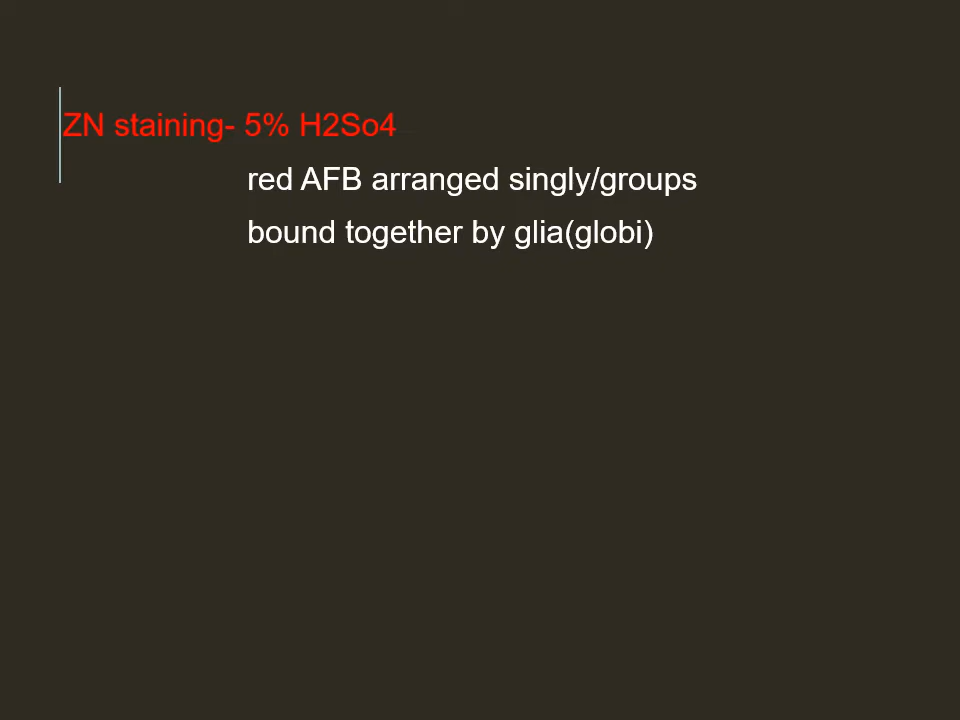 ZN staining- 5% H2So4
red AFB arranged singly/groups
bound together by glia(globi)